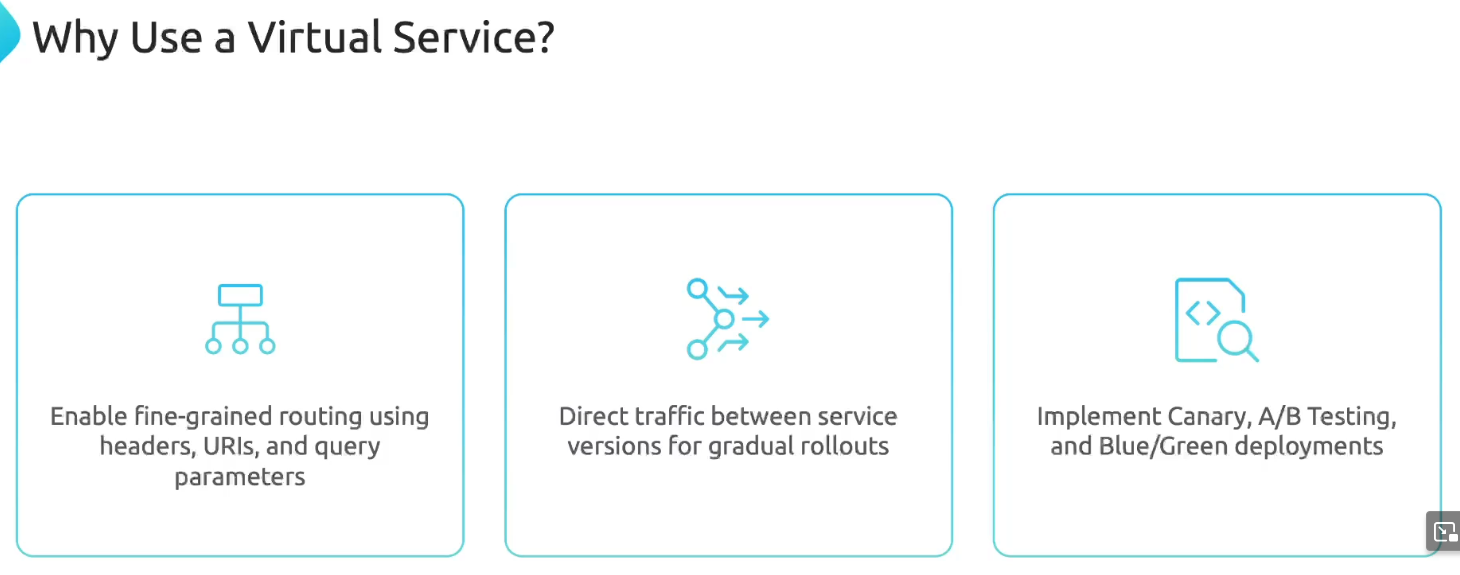 Why Use a Virtual Service?
Enable fine-grained routing using
headers, URIs, and query
parameters
Direct traffic between service
versions for gradual rollouts
Implement Canary, A/B Testing,
and Blue/Green deployments